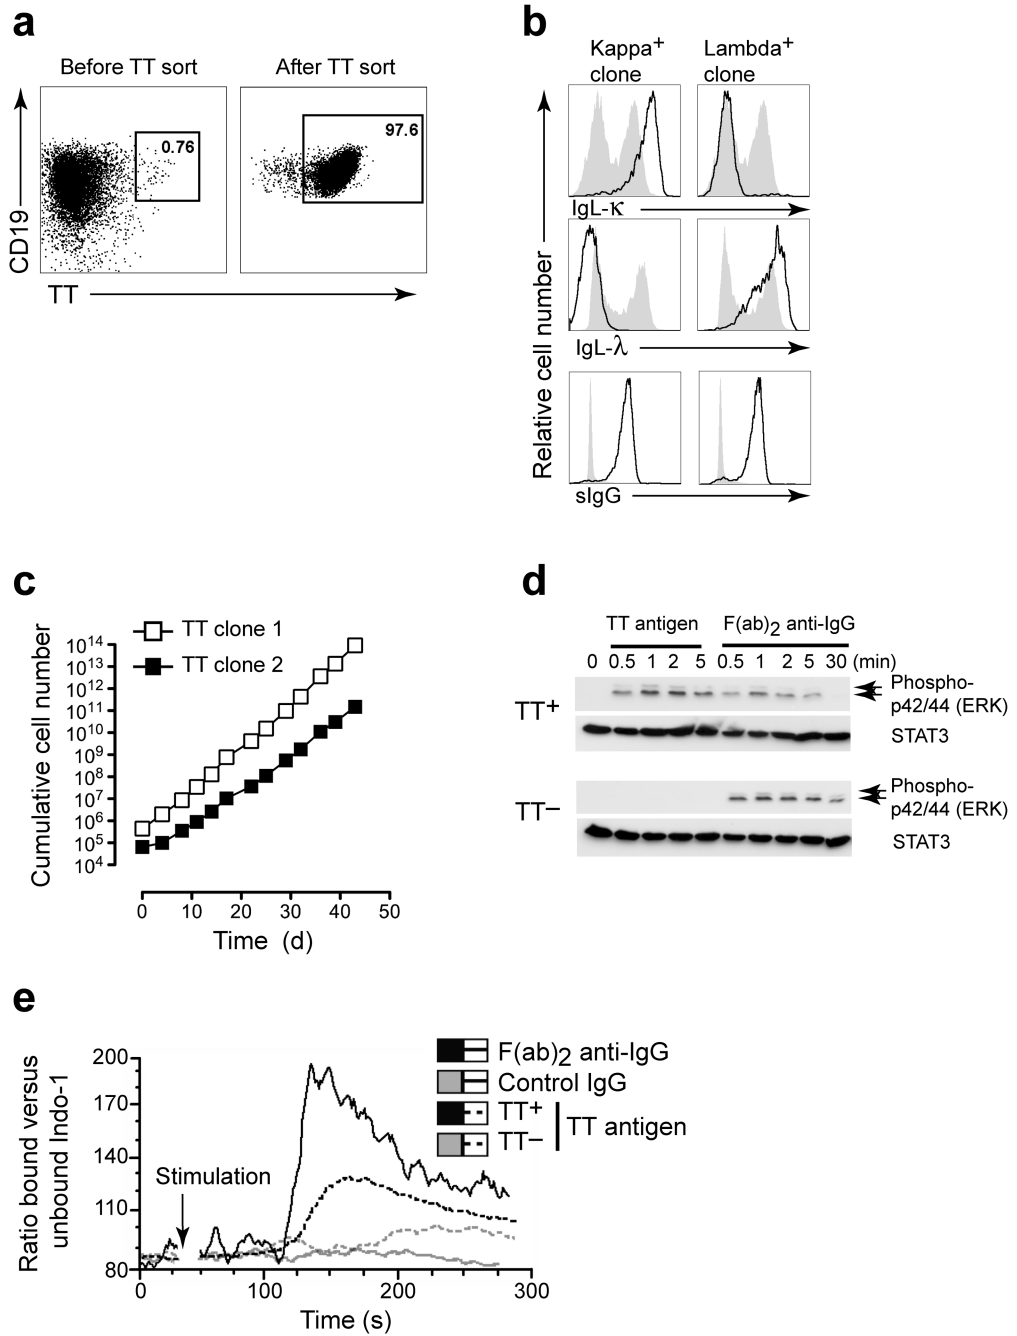 a
Before TT sort
After TT sort
0.76
97.6
CD19
TT
b
Kappa+
clone
Lambda+
clone
Relative cell number
IgL-κ
IgL-λ
sIgG
c
TT clone 1
TT clone 2
Cumulative cell number
10^14
10^13
10^12
10^11
10^10
10^9
10^8
10^7
10^6
10^5
10^4
0 10 20 30 40 50
Time (d)
d
TT antigen F(ab)2 anti-IgG
0 0.5 1 2 5 0.5 1 2 5 30 (min)
TT+
Phospho-
p42/44 (ERK)
STAT3
TT–
Phospho-
p42/44 (ERK)
STAT3
e
Ratio bound versus
unbound Indo-1
200
170
140
110
80
Stimulation
F(ab)2 anti-IgG
Control IgG
TT+
TT–
TT antigen
0 100 200 300
Time (s)